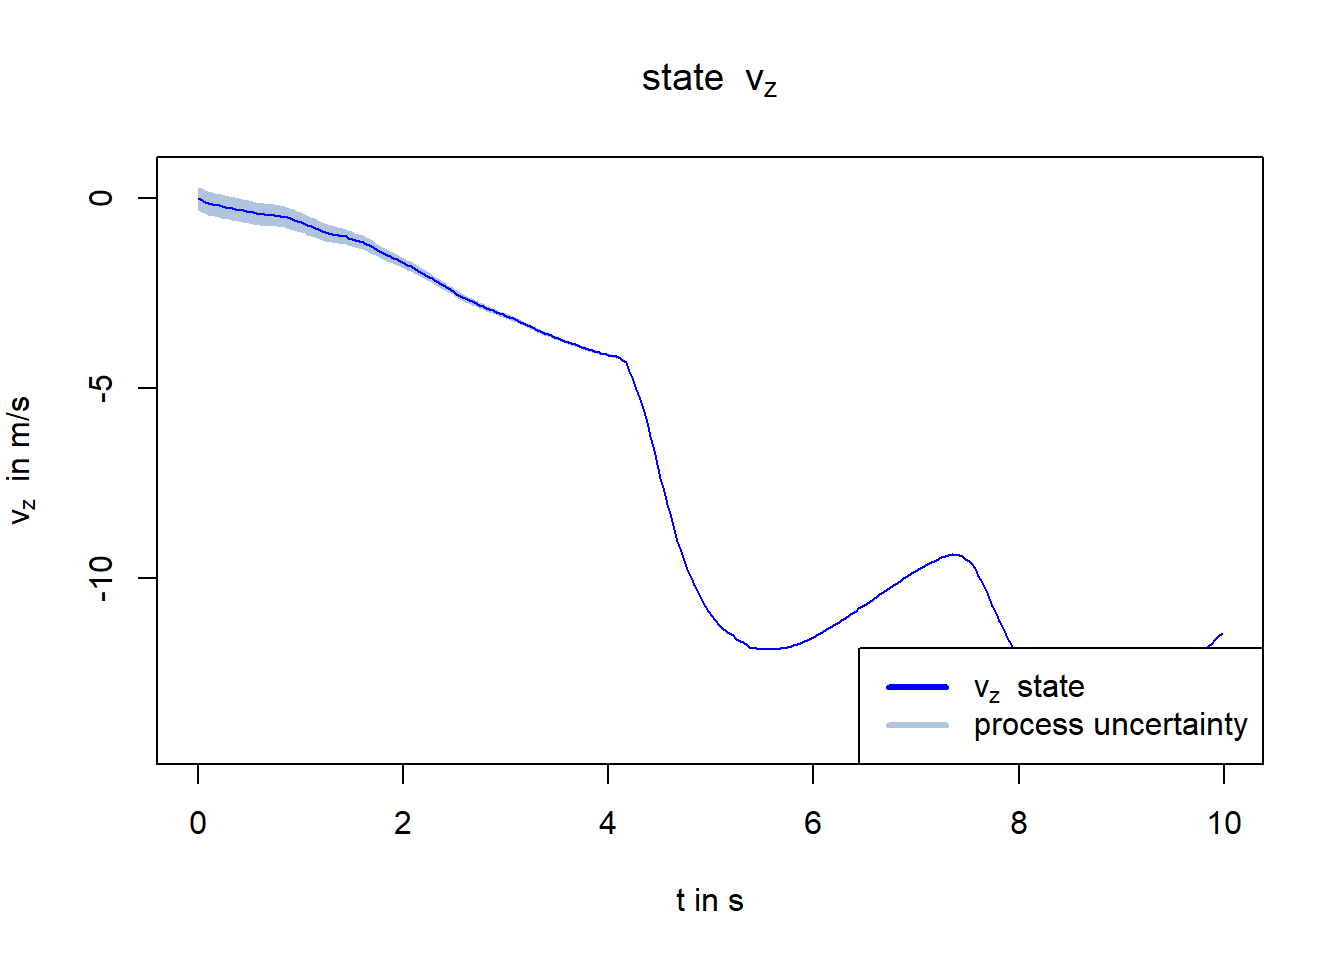 state v_z
0
-5
-10
v_z in m/s
v_z state
process uncertainty
0 2 4 6 8 10
t in s